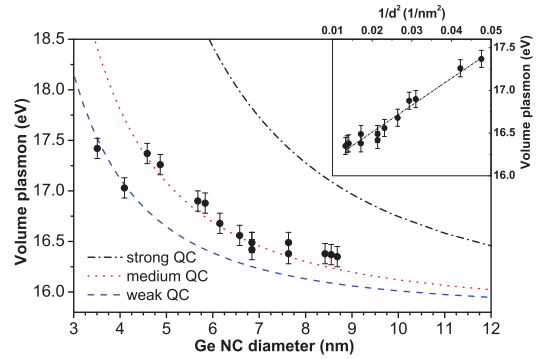 1/d² (1/nm²)
0.01 0.02 0.03 0.04 0.05
18.5
18.0
17.5
17.0
16.5
16.0
Volume plasmon (eV)
17.5
17.0
16.5
16.0
Volume plasmon (eV)
strong QC
medium QC
weak QC
3 4 5 6 7 8 9 10 11 12
Ge NC diameter (nm)